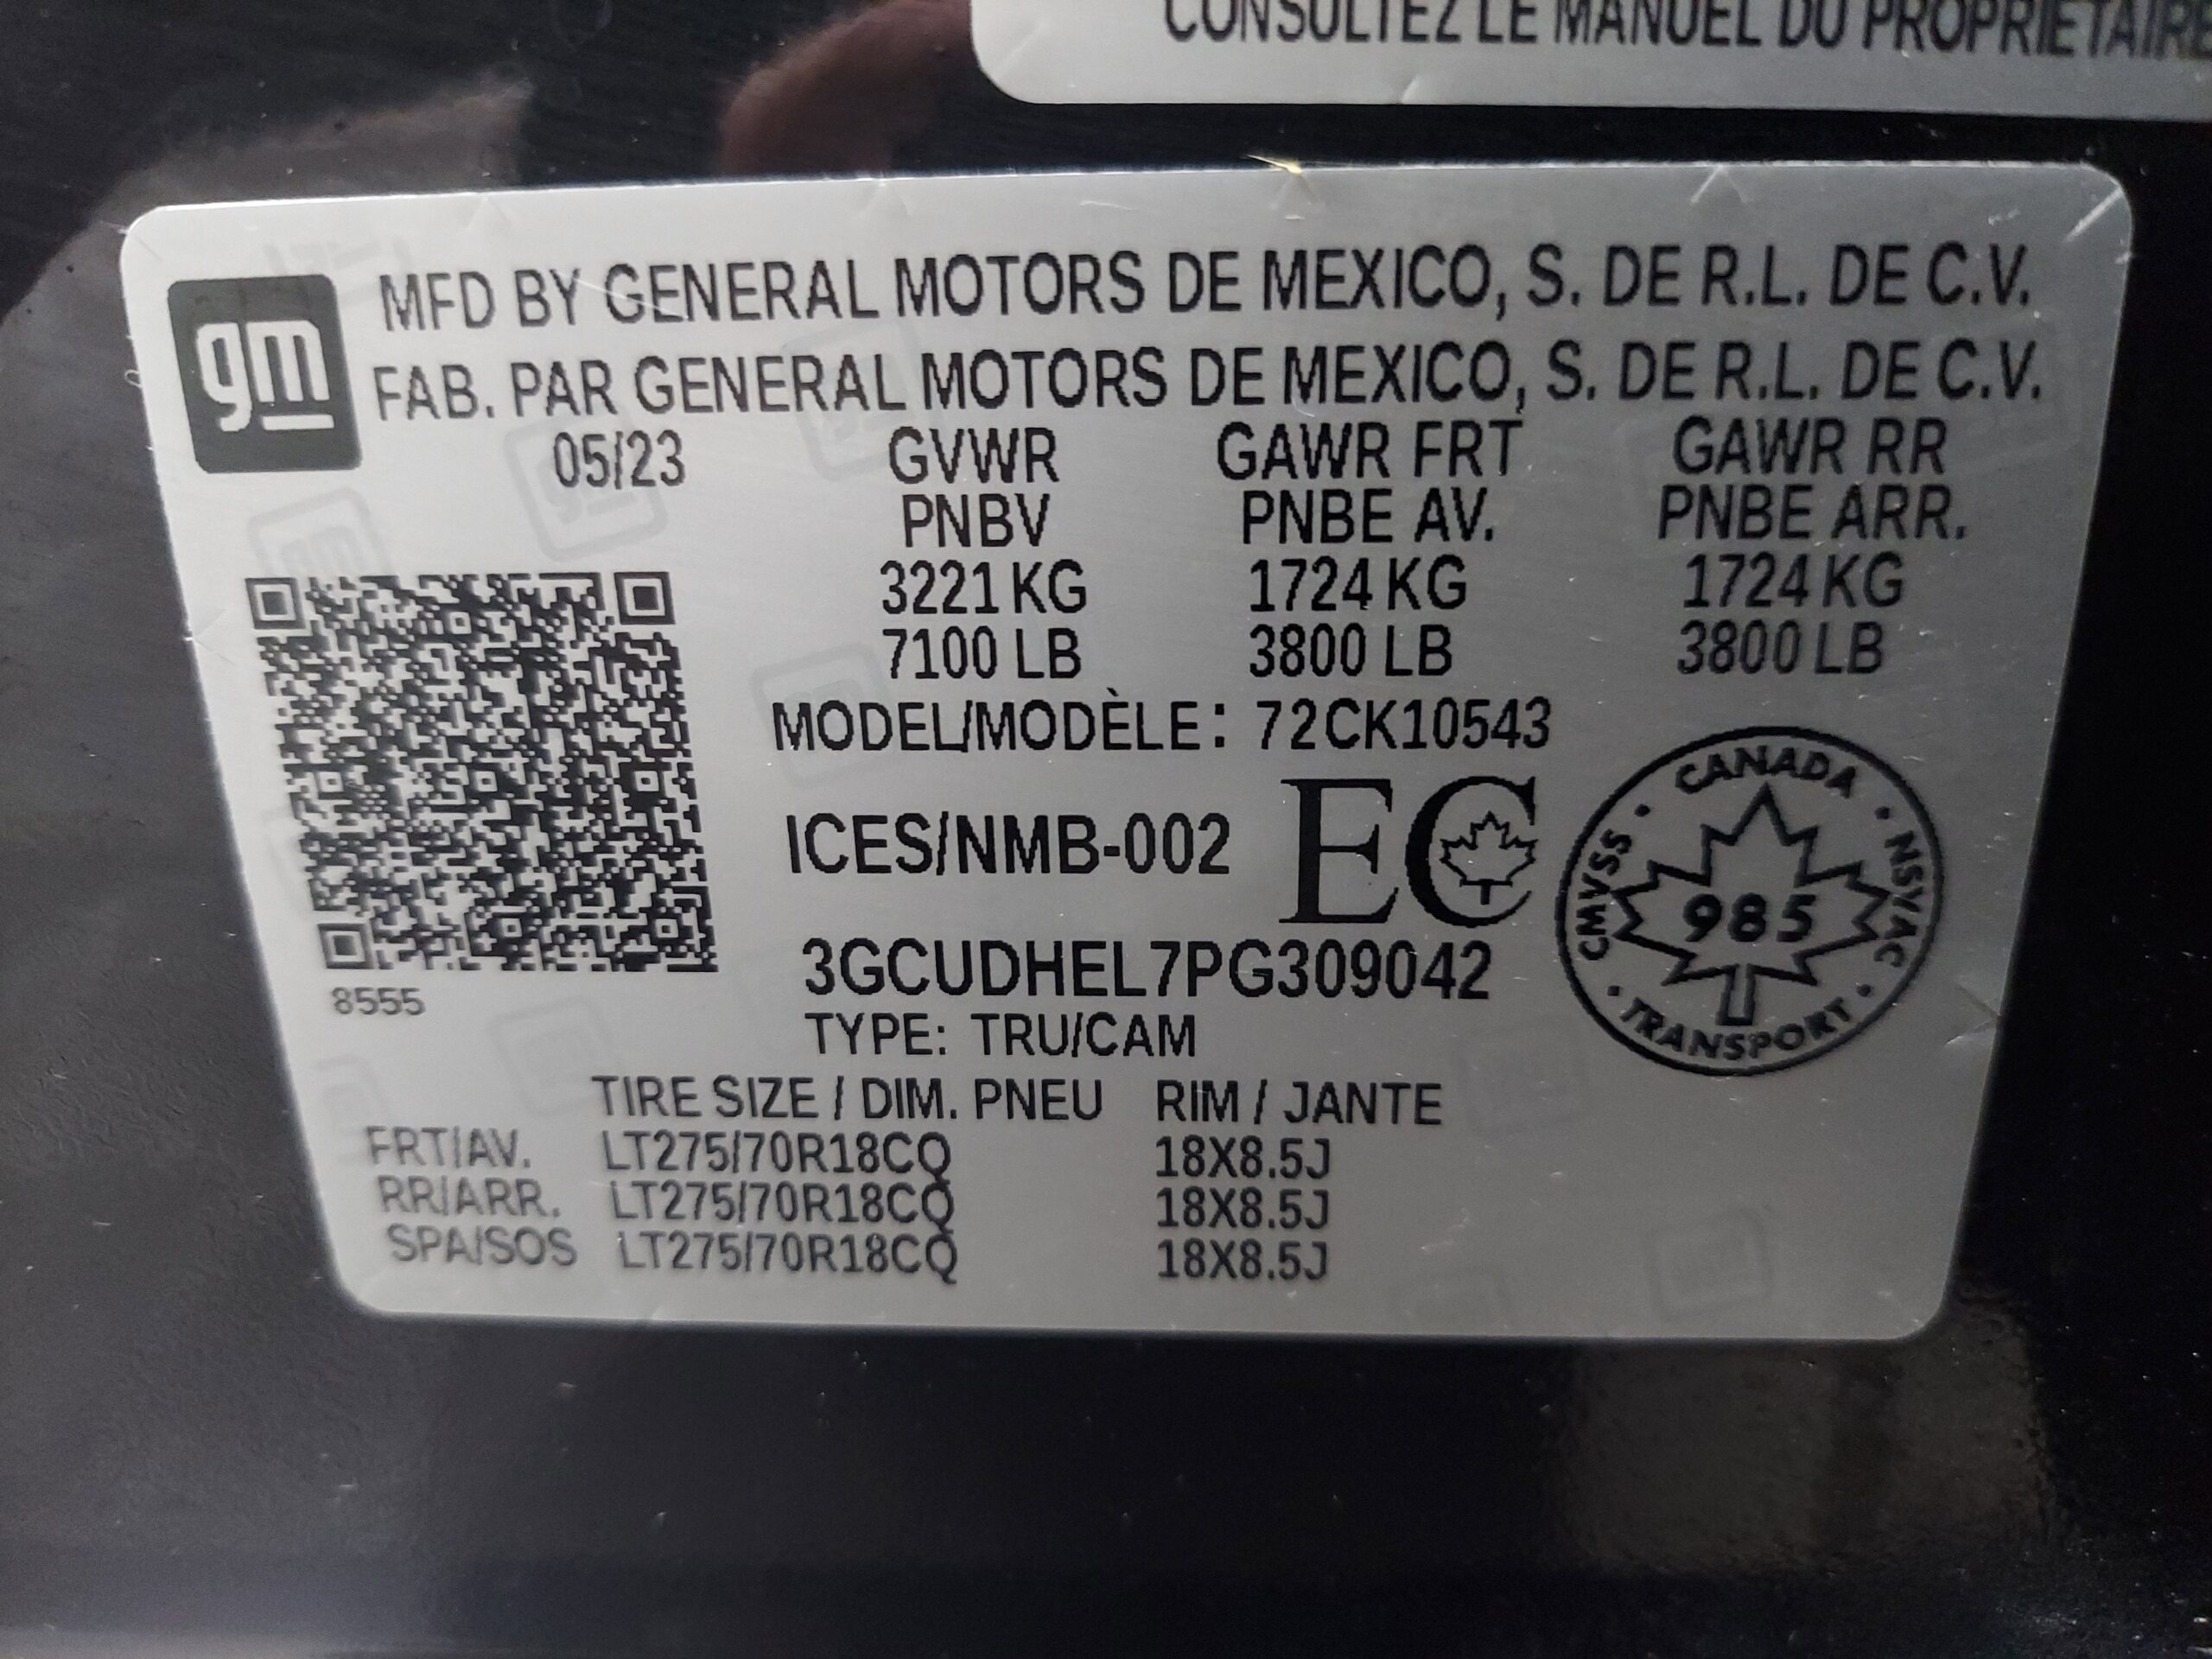 CONSULTEZ LE MANUEL DU PROPRIÉTAIRE
gm
MFD BY GENERAL MOTORS DE MEXICO, S. DE R.L. DE C.V.
FAB. PAR GENERAL MOTORS DE MEXICO, S. DE R.L. DE C.V.
05/23 GVWR GAWR FRT GAWR RR
PNBV PNBE AV. PNBE ARR.
3221 KG 1724 KG 1724 KG
7100 LB 3800 LB 3800 LB
MODEL/MODÈLE: 72CK10543
ICES/NMB-002 EC
CANADA • NSVAC • TRANSPORT • CMVSS •
985
3GCUDHEL7PG309042
8555
TYPE: TRU/CAM
TIRE SIZE / DIM. PNEU RIM / JANTE
FRT/AV. LT275/70R18CQ 18X8.5J
RR/ARR. LT275/70R18CQ 18X8.5J
SPA/SOS LT275/70R18CQ 18X8.5J